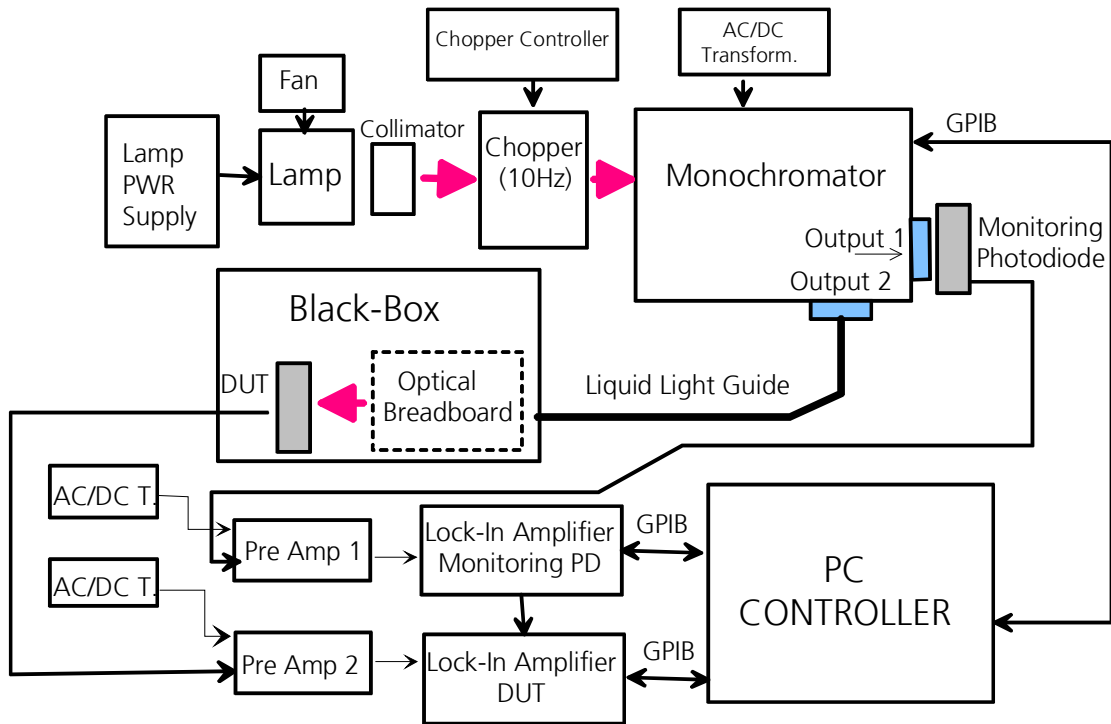 Chopper Controller
AC/DC
Transform.
Fan
Collimator
GPIB
Lamp
PWR
Supply
Lamp
Chopper
(10Hz)
Monochromator
Output 1
Output 2
Monitoring
Photodiode
Black-Box
DUT
Optical
Breadboard
Liquid Light Guide
AC/DC T.
Pre Amp 1
Lock-In Amplifier
Monitoring PD
GPIB
PC
CONTROLLER
AC/DC T.
Pre Amp 2
Lock-In Amplifier
DUT
GPIB